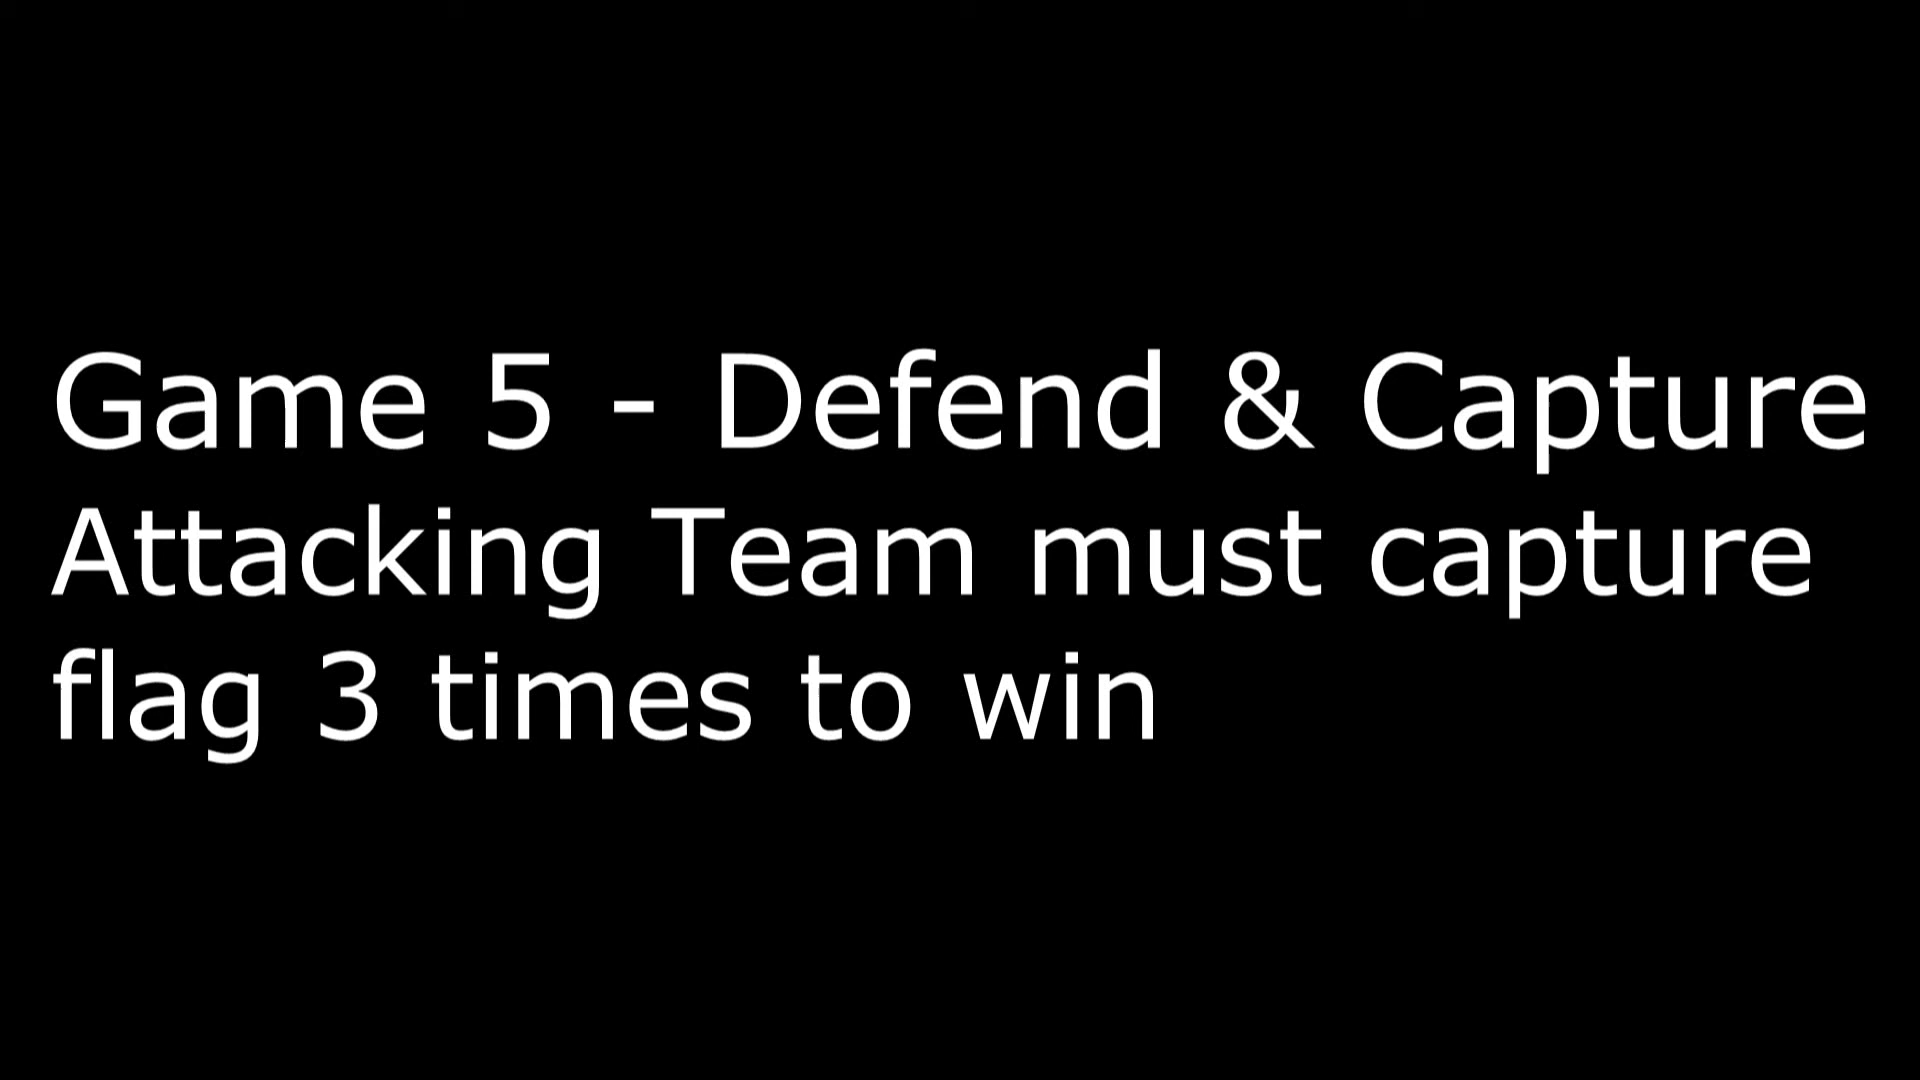 Game 5 - Defend & Capture
Attacking Team must capture
flag 3 times to win